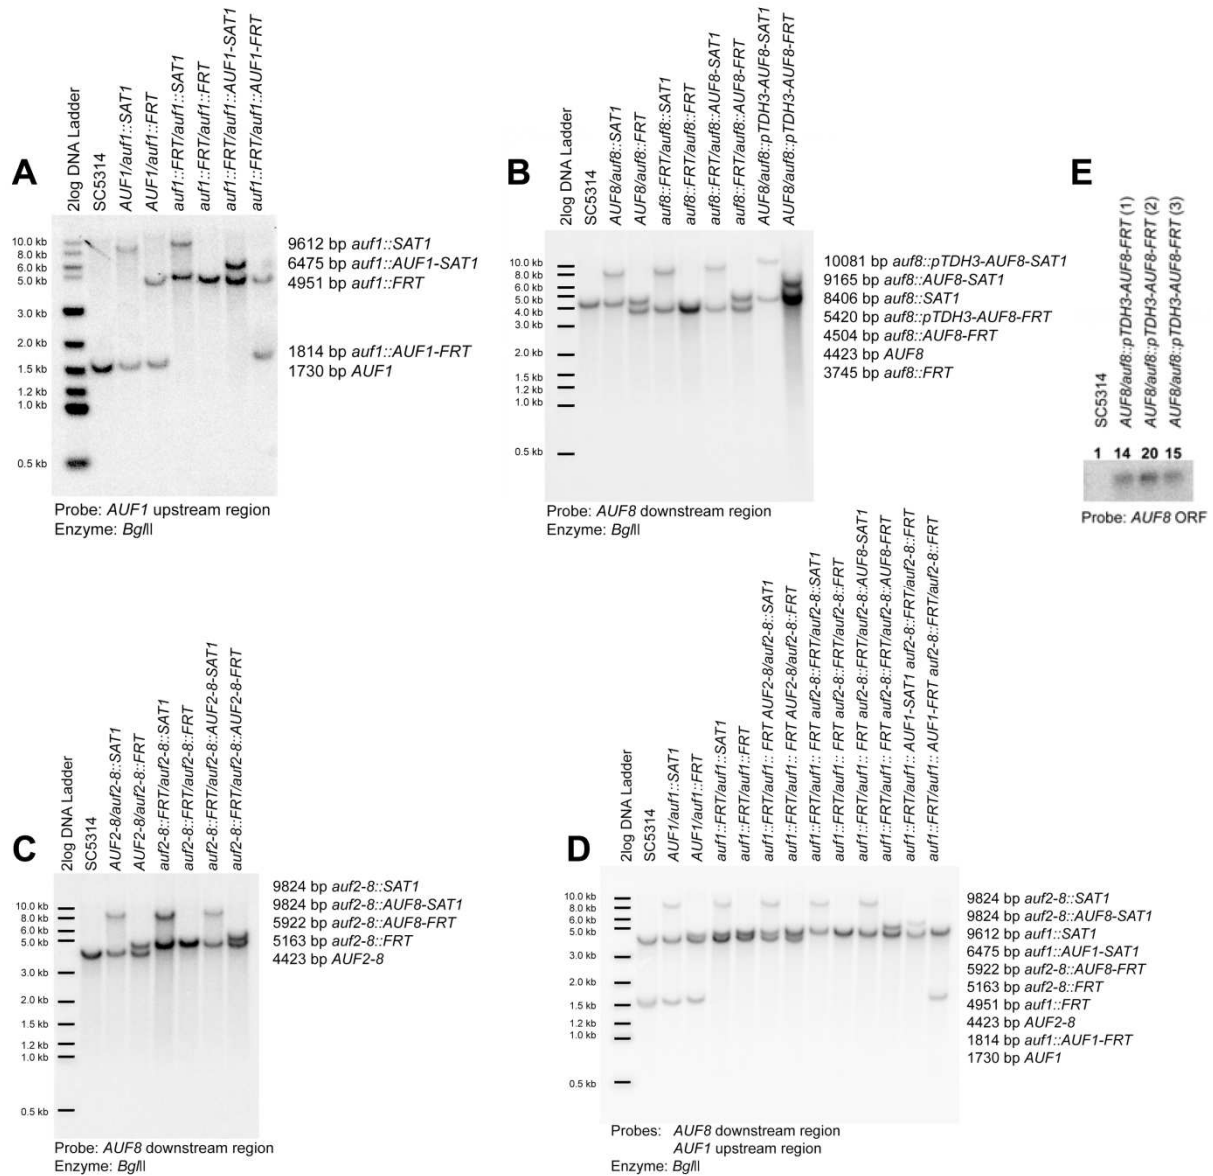 A
2log DNA Ladder
SC5314
AUF1/auf1::SAT1
AUF1/auf1::FRT
auf1::FRT/auf1::SAT1
auf1::FRT/auf1::FRT
auf1::FRT/auf1::AUF1-SAT1
auf1::FRT/auf1::AUF1-FRT
10.0 kb
8.0 kb
6.0 kb
5.0 kb
3.0 kb
2.0 kb
1.5 kb
1.2 kb
1.0 kb
0.5 kb
9612 bp auf1::SAT1
6475 bp auf1::AUF1-SAT1
4951 bp auf1::FRT
1814 bp auf1::AUF1-FRT
1730 bp AUF1
Probe: AUF1 upstream region
Enzyme: BglII
B
2log DNA Ladder
SC5314
AUF8/auf8::SAT1
AUF8/auf8::FRT
auf8::FRT/auf8::SAT1
auf8::FRT/auf8::FRT
auf8::FRT/auf8::AUF8-SAT1
auf8::FRT/auf8::AUF8-FRT
AUF8/auf8::pTDH3-AUF8-SAT1
AUF8/auf8::pTDH3-AUF8-FRT
10.0 kb
8.0 kb
6.0 kb
5.0 kb
4.0 kb
3.0 kb
2.0 kb
1.5 kb
1.2 kb
1.0 kb
0.5 kb
10081 bp auf8::pTDH3-AUF8-SAT1
9165 bp auf8::AUF8-SAT1
8406 bp auf8::SAT1
5420 bp auf8::pTDH3-AUF8-FRT
4504 bp auf8::AUF8-FRT
4423 bp AUF8
3745 bp auf8::FRT
Probe: AUF8 downstream region
Enzyme: BglII
E
SC5314
AUF8/auf8::pTDH3-AUF8-FRT (1)
AUF8/auf8::pTDH3-AUF8-FRT (2)
AUF8/auf8::pTDH3-AUF8-FRT (3)
1 14 20 15
Probe: AUF8 ORF
C
2log DNA Ladder
SC5314
AUF2-8/auf2-8::SAT1
AUF2-8/auf2-8::FRT
auf2-8::FRT/auf2-8::SAT1
auf2-8::FRT/auf2-8::FRT
auf2-8::FRT/auf2-8::AUF2-8-SAT1
auf2-8::FRT/auf2-8::AUF2-8-FRT
10.0 kb
8.0 kb
6.0 kb
5.0 kb
3.0 kb
2.0 kb
1.5 kb
1.2 kb
1.0 kb
0.5 kb
9824 bp auf2-8::SAT1
9824 bp auf2-8::AUF8-SAT1
5922 bp auf2-8::AUF8-FRT
5163 bp auf2-8::FRT
4423 bp AUF2-8
Probe: AUF8 downstream region
Enzyme: BglII
D
2log DNA Ladder
SC5314
AUF1/auf1::SAT1
AUF1/auf1::FRT
auf1::FRT/auf1::SAT1
auf1::FRT/auf1::FRT
auf1::FRT/auf1:: FRT AUF2-8/auf2-8::SAT1
auf1::FRT/auf1:: FRT AUF2-8/auf2-8::FRT
auf1::FRT/auf1:: FRT auf2-8::FRT/auf2-8::SAT1
auf1::FRT/auf1:: FRT auf2-8::FRT/auf2-8::FRT
auf1::FRT/auf1:: FRT auf2-8::FRT/auf2-8::AUF8-SAT1
auf1::FRT/auf1:: FRT auf2-8::FRT/auf2-8::AUF8-FRT
auf1::FRT/auf1:: AUF1-SAT1 auf2-8::FRT/auf2-8::FRT
auf1::FRT/auf1:: AUF1-FRT auf2-8::FRT/auf2-8::FRT
10.0 kb
8.0 kb
6.0 kb
5.0 kb
3.0 kb
2.0 kb
1.5 kb
1.2 kb
1.0 kb
0.5 kb
9824 bp auf2-8::SAT1
9824 bp auf2-8::AUF8-SAT1
9612 bp auf1::SAT1
6475 bp auf1::AUF1-SAT1
5922 bp auf2-8::AUF8-FRT
5163 bp auf2-8::FRT
4951 bp auf1::FRT
4423 bp AUF2-8
1814 bp auf1::AUF1-FRT
1730 bp AUF1
Probes: AUF8 downstream region
AUF1 upstream region
Enzyme: BglII